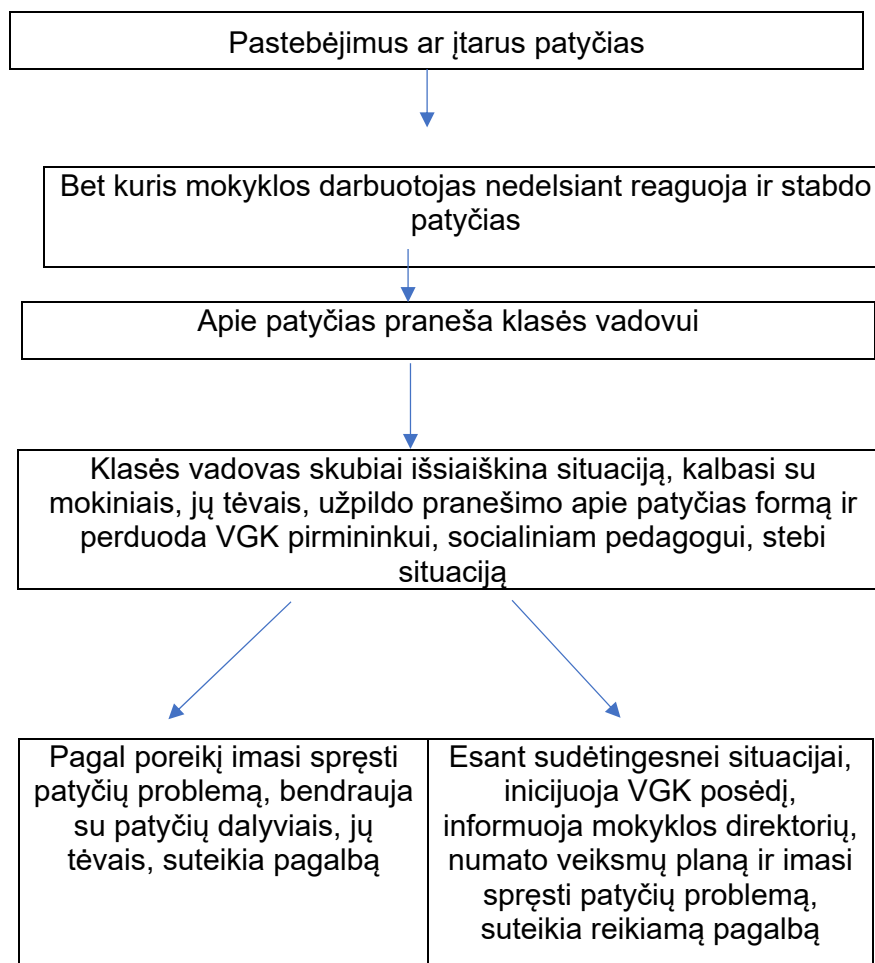 Pastebėjimus ar įtarus patyčias
Bet kuris mokyklos darbuotojas nedelsiant reaguoja ir stabdo
patyčias
Apie patyčias praneša klasės vadovui
Klasės vadovas skubiai išsiaiškina situaciją, kalbasi su
mokiniais, jų tėvais, užpildo pranešimo apie patyčias formą ir
perduoda VGK pirmininkui, socialiniam pedagogui, stebi
situaciją
Pagal poreikį imasi spręsti
patyčių problemą, bendrauja
su patyčių dalyviais, jų
tėvais, suteikia pagalbą
Esant sudėtingesnei situacijai,
inicijuoja VGK posėdį,
informuoja mokyklos direktorių,
numato veiksmų planą ir imasi
spręsti patyčių problemą,
suteikia reikiamą pagalbą